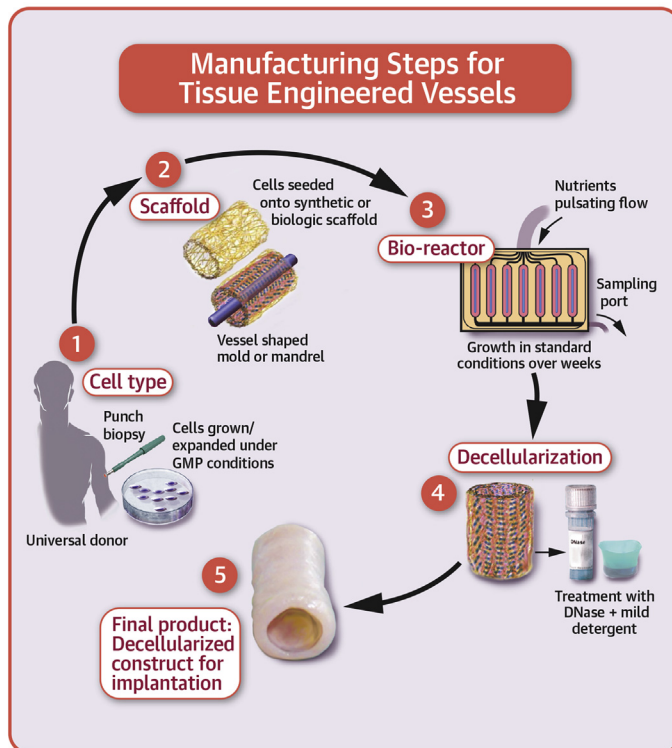 Manufacturing Steps for
Tissue Engineered Vessels
1
Cell type
Punch
biopsy
Cells grown/
expanded under
GMP conditions
Universal donor
2
Scaffold
Cells seeded
onto synthetic or
biologic scaffold
Vessel shaped
mold or mandrel
3
Bio-reactor
Nutrients
pulsating flow
Sampling
port
Growth in standard
conditions over weeks
Decellularization
4
DNase
Treatment with
DNase + mild
detergent
5
Final product:
Decellularized
construct for
implantation